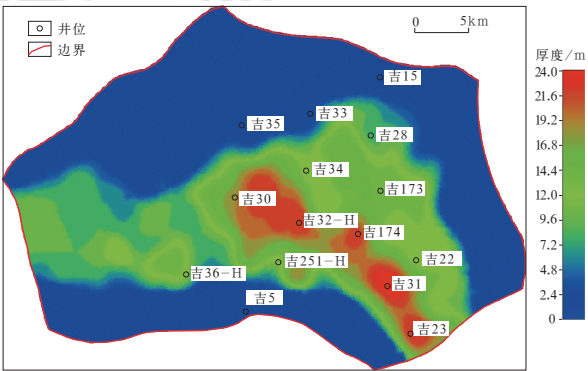 井位
边界
0 5km
吉15
吉33
吉35
吉28
吉34
吉173
吉30
吉32-H
吉174
吉22
吉251-H
吉36-H
吉31
吉5
吉23
厚度/m
24.0
21.6
19.2
16.8
14.4
12.0
9.6
7.2
4.8
2.4
0